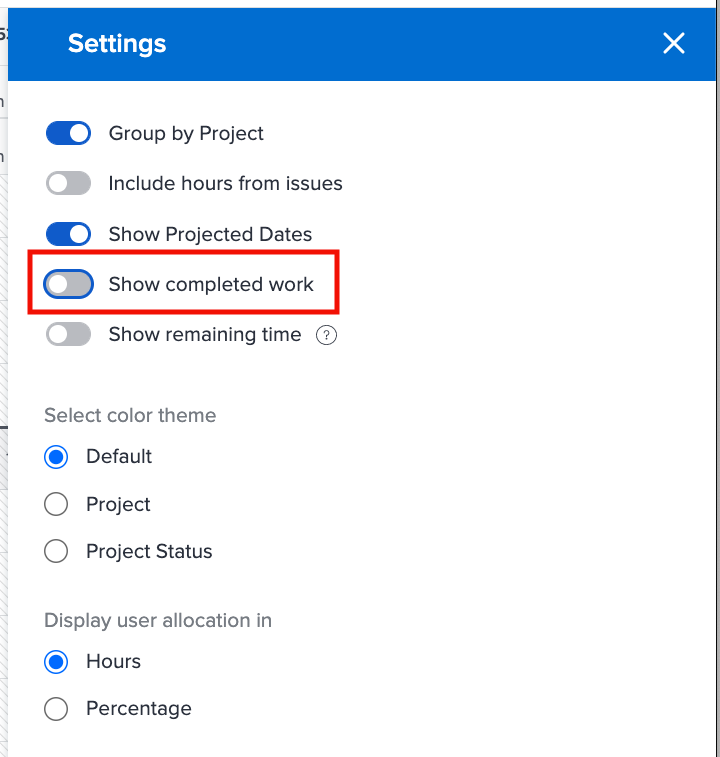 Settings
Group by Project
Include hours from issues
Show Projected Dates
Show completed work
Show remaining time ?
Select color theme
Default
Project
Project Status
Display user allocation in
Hours
Percentage